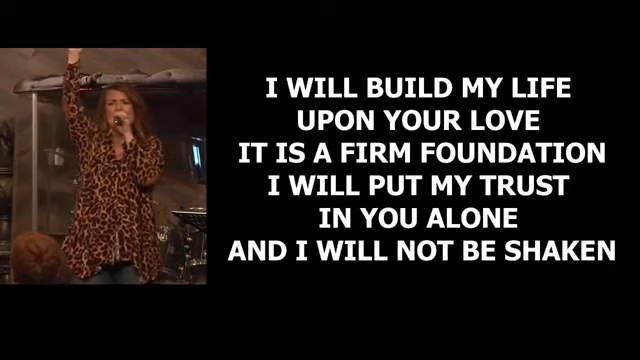 I WILL BUILD MY LIFE
UPON YOUR LOVE
IT IS A FIRM FOUNDATION
I WILL PUT MY TRUST
IN YOU ALONE
AND I WILL NOT BE SHAKEN